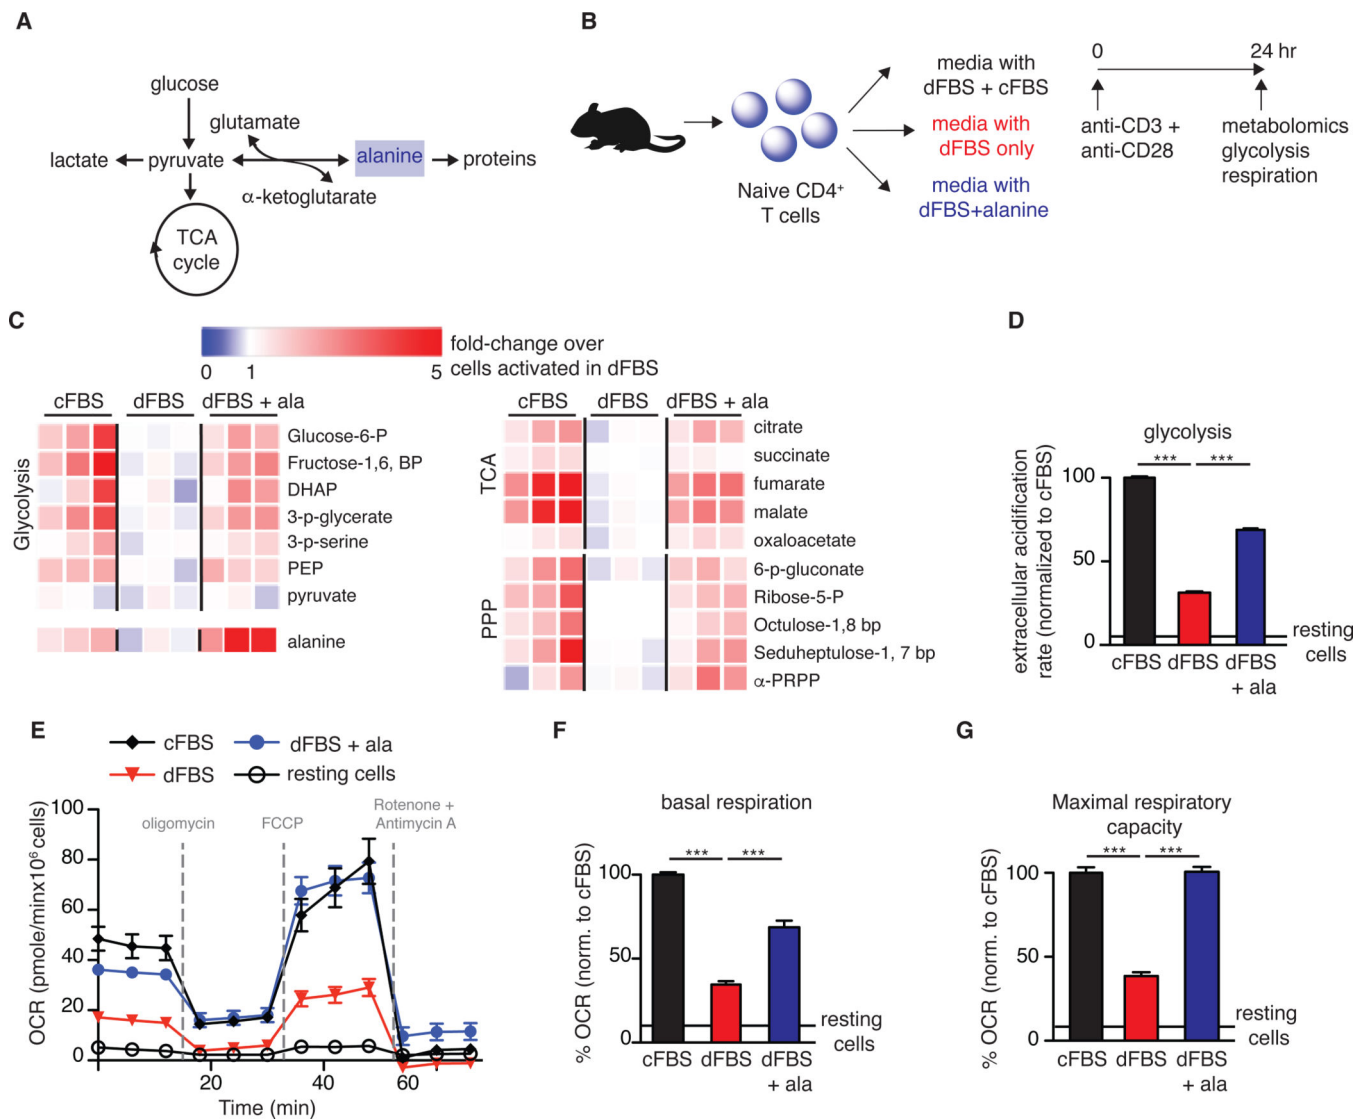 A
glucose
glutamate
lactate
pyruvate
alanine
proteins
α-ketoglutarate
TCA
cycle
B
Naive CD4+
T cells
media with
dFBS + cFBS
media with
dFBS only
media with
dFBS+alanine
0
24 hr
anti-CD3 +
anti-CD28
metabolomics
glycolysis
respiration
C
0
1
5
fold-change over
cells activated in dFBS
cFBS
dFBS
dFBS + ala
Glycolysis
Glucose-6-P
Fructose-1,6, BP
DHAP
3-p-glycerate
3-p-serine
PEP
pyruvate
alanine
cFBS
dFBS
dFBS + ala
TCA
citrate
succinate
fumarate
malate
oxaloacetate
PPP
6-p-gluconate
Ribose-5-P
Octulose-1,8 bp
Seduheptulose-1, 7 bp
α-PRPP
D
glycolysis
***
***
extracellular acidification
rate (normalized to cFBS)
100
50
0
resting
cells
cFBS
dFBS
dFBS
+ ala
E
cFBS
dFBS + ala
dFBS
resting cells
OCR (pmole/minx10⁶ cells)
100
80
60
40
20
0
oligomycin
FCCP
Rotenone +
Antimycin A
20
40
60
Time (min)
F
basal respiration
***
***
% OCR (norm. to cFBS)
100
50
0
resting
cells
cFBS
dFBS
dFBS
+ ala
G
Maximal respiratory
capacity
***
***
% OCR (norm. to cFBS)
100
50
0
resting
cells
cFBS
dFBS
dFBS
+ ala